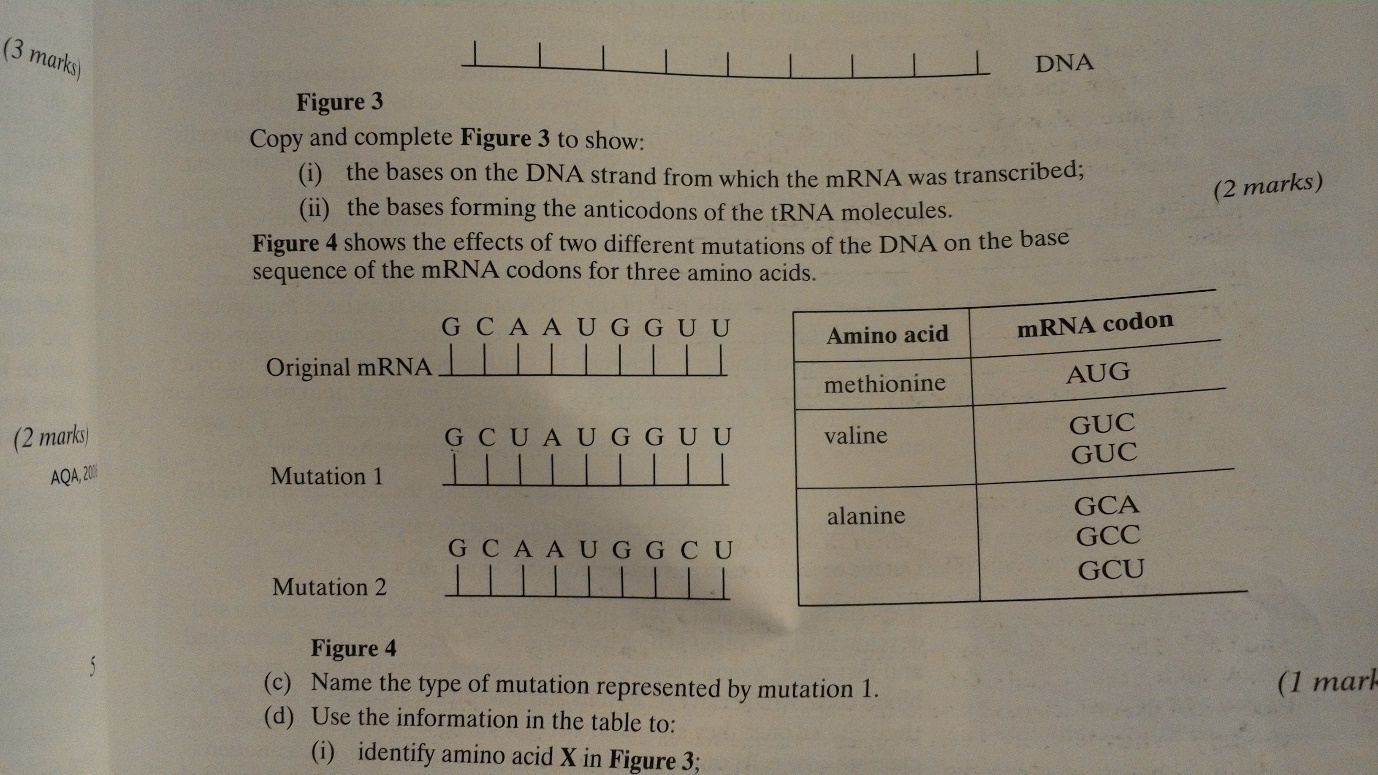 (3 marks)
DNA
Figure 3
Copy and complete Figure 3 to show:
(i) the bases on the DNA strand from which the mRNA was transcribed;
(ii) the bases forming the anticodons of the tRNA molecules.
(2 marks)
Figure 4 shows the effects of two different mutations of the DNA on the base
sequence of the mRNA codons for three amino acids.
G C A A U G G U U
Original mRNA
G C U A U G G U U
Mutation 1
G C A A U G G C U
Mutation 2
Amino acid mRNA codon
methionine AUG
valine GUC
GUC
alanine GCA
GCC
GCU
(2 marks)
AQA,
5
Figure 4
(c) Name the type of mutation represented by mutation 1.
(1 mark
(d) Use the information in the table to:
(i) identify amino acid X in Figure 3;